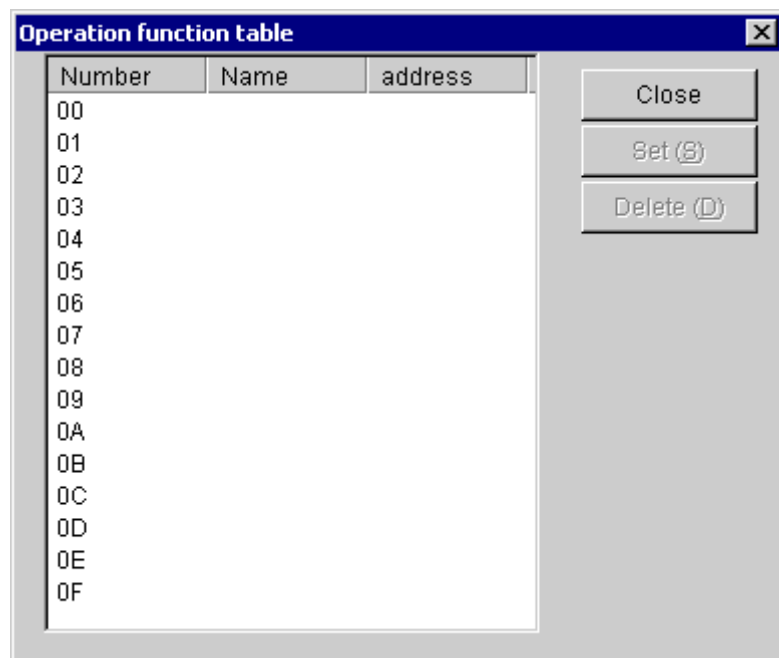 Operation function table
Number Name address
00
01
02
03
04
05
06
07
08
09
0A
0B
0C
0D
0E
0F
Close
Set (S)
Delete (D)